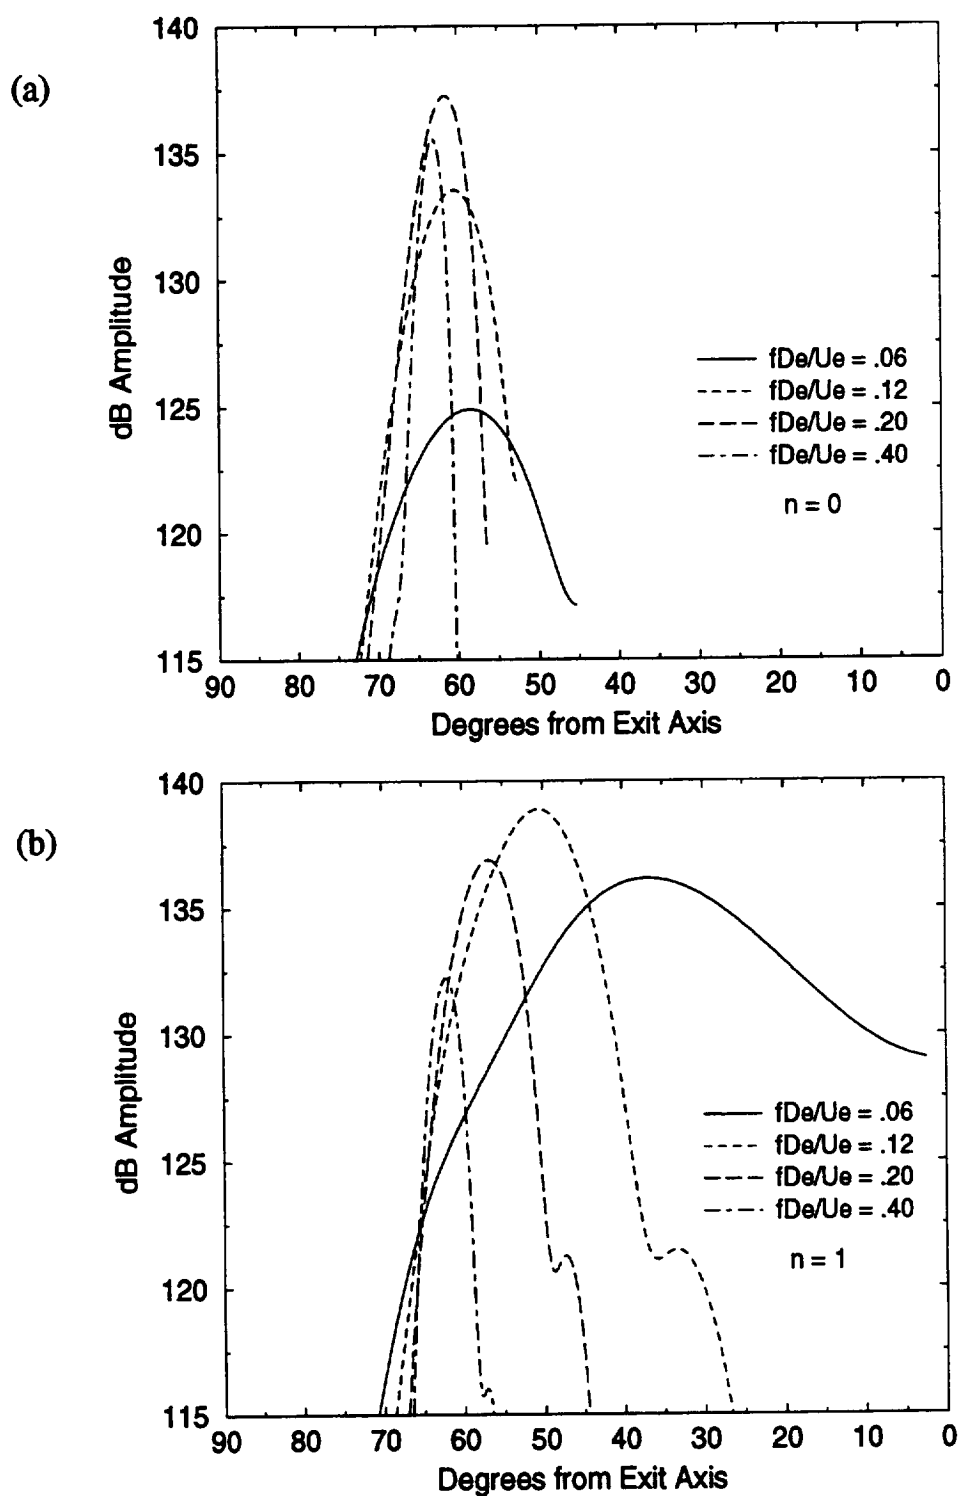 (a)
140
135
130
125
120
115
dB Amplitude
fDe/Ue = .06
fDe/Ue = .12
fDe/Ue = .20
fDe/Ue = .40
n = 0
90 80 70 60 50 40 30 20 10 0
Degrees from Exit Axis
(b)
140
135
130
125
120
115
dB Amplitude
fDe/Ue = .06
fDe/Ue = .12
fDe/Ue = .20
fDe/Ue = .40
n = 1
90 80 70 60 50 40 30 20 10 0
Degrees from Exit Axis